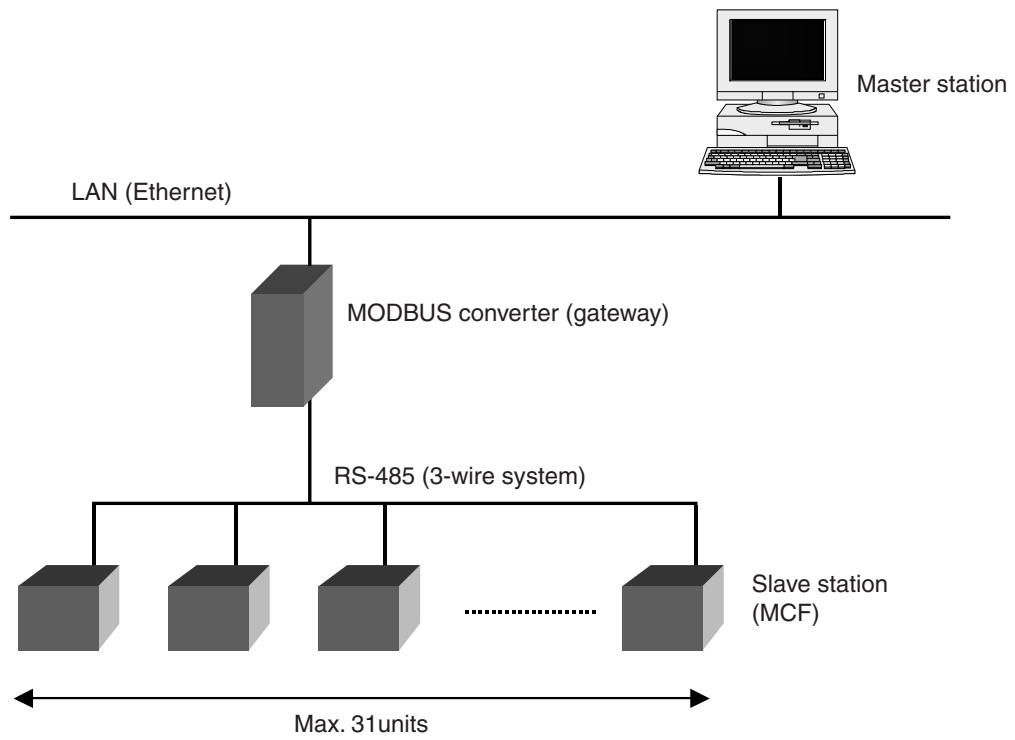 Master station
LAN (Ethernet)
MODBUS converter (gateway)
RS-485 (3-wire system)
Slave station
(MCF)
Max. 31units